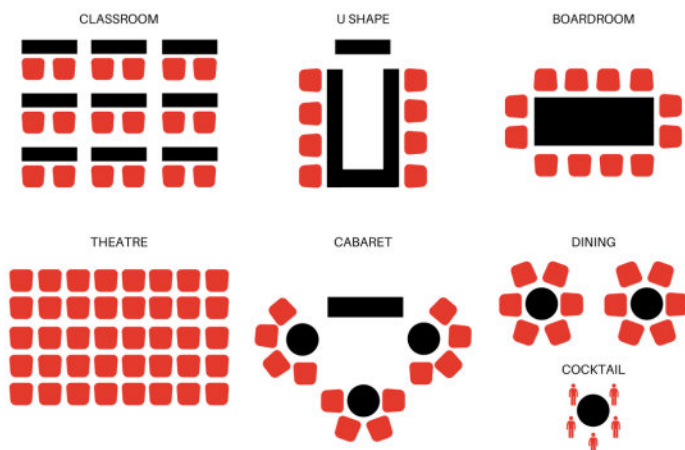 CLASSROOM
U SHAPE
BOARDROOM
THEATRE
CABARET
DINING
COCKTAIL